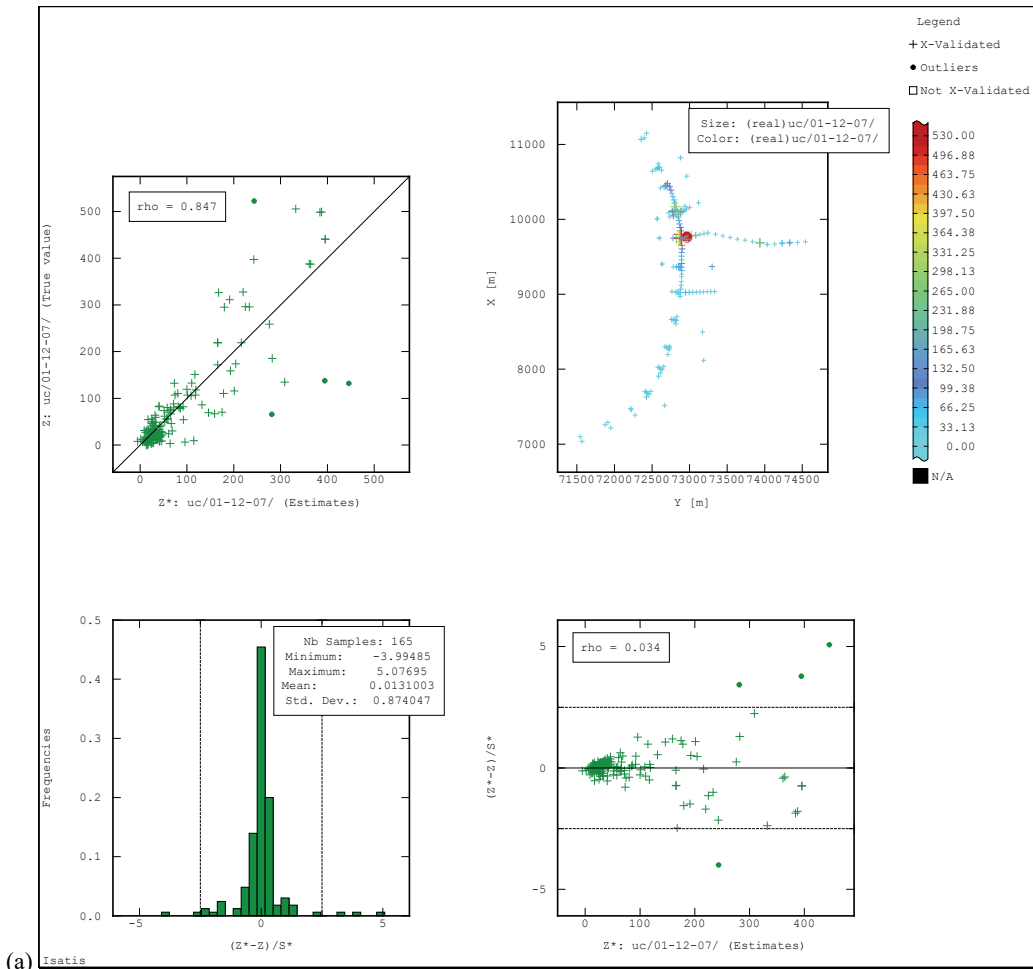 Legend
X-Validated
Outliers
Not X-Validated
530.00
496.88
463.75
430.63
397.50
364.38
331.25
298.13
265.00
231.88
198.75
165.63
132.50
99.38
66.25
33.13
0.00
N/A
rho = 0.847
500
400
300
200
100
0
Z: uc/01-12-07/ (True value)
0 100 200 300 400 500
Z*: uc/01-12-07/ (Estimates)
Size: (real)uc/01-12-07/
Color: (real)uc/01-12-07/
11000
10000
9000
8000
7000
X [m]
71500 72000 72500 73000 73500 74000 74500
Y [m]
Nb Samples: 165
Minimum: -3.99485
Maximum: 5.07695
Mean: 0.0131003
Std. Dev.: 0.874047
0.5
0.4
0.3
0.2
0.1
0.0
Frequencies
-5 0 5
(Z*-Z)/S*
rho = 0.034
5
0
-5
(Z*-Z)/S*
0 100 200 300 400
Z*: uc/01-12-07/ (Estimates)
(a)
Isatis